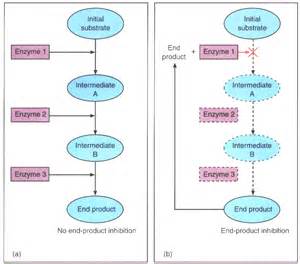 Initial
substrate
Enzyme 1
Intermediate
A
Enzyme 2
Intermediate
B
Enzyme 3
End product
No end-product inhibition
(a)
Initial
substrate
End
product
+
Enzyme 1
Intermediate
A
Enzyme 2
Intermediate
B
Enzyme 3
End product
End-product inhibition
(b)